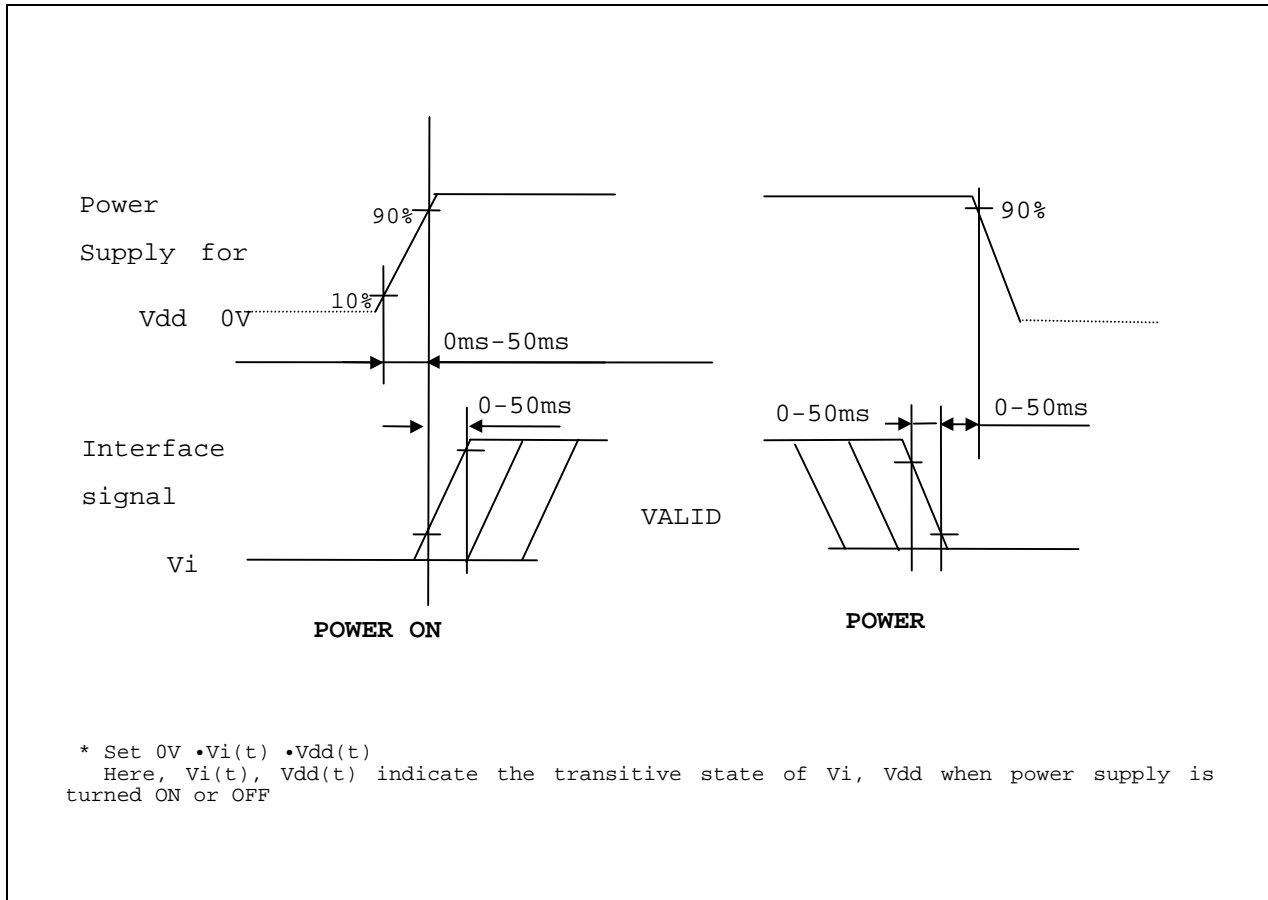 Power
90%
90%
Supply for
10%
Vdd 0V
0ms-50ms
0-50ms
0-50ms
0-50ms
Interface
signal
VALID
Vi
POWER ON
POWER
* Set 0V •Vi(t) •Vdd(t)
Here, Vi(t), Vdd(t) indicate the transitive state of Vi, Vdd when power supply is
turned ON or OFF